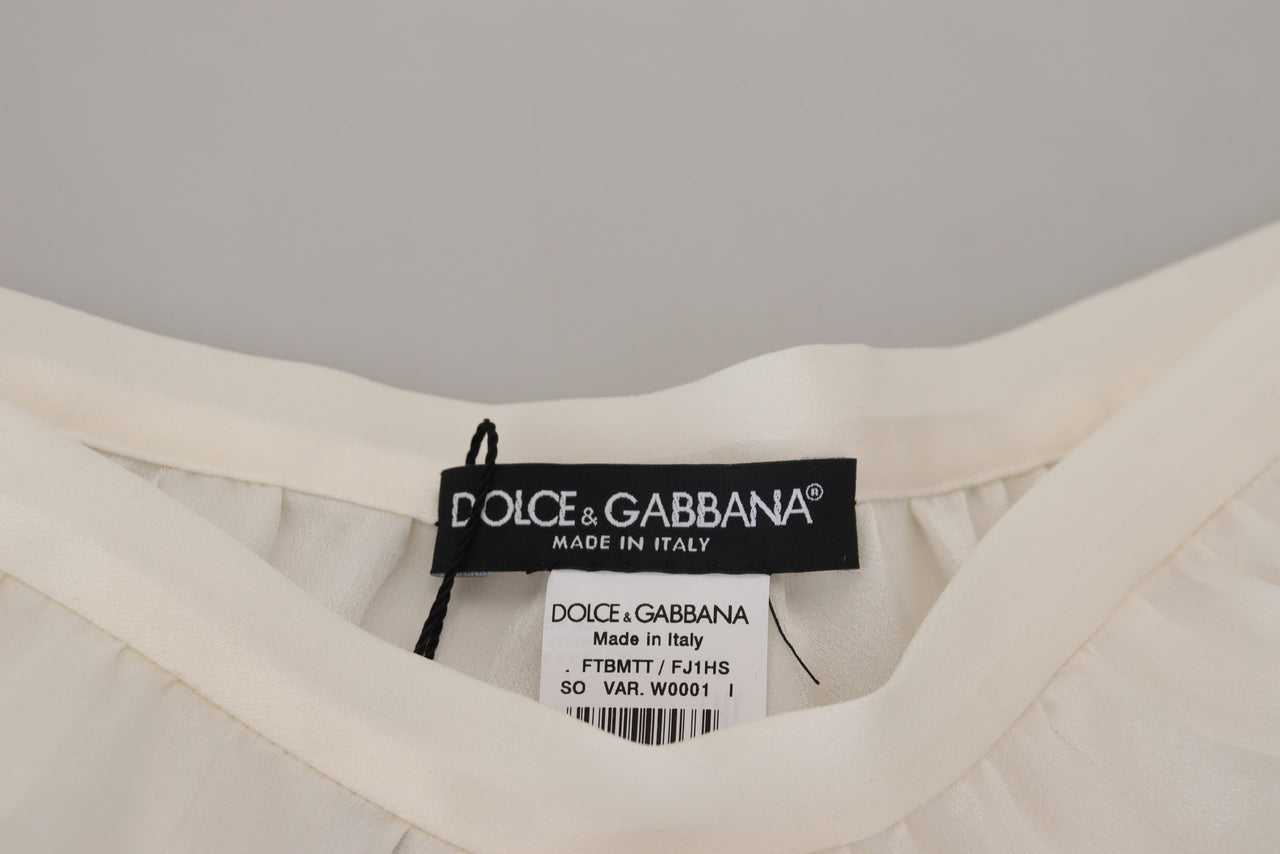 DOLCE & GABBANA®
MADE IN ITALY
DOLCE & GABBANA
Made in Italy
. FTBMTT / FJ1HS
SO VAR. W0001 I